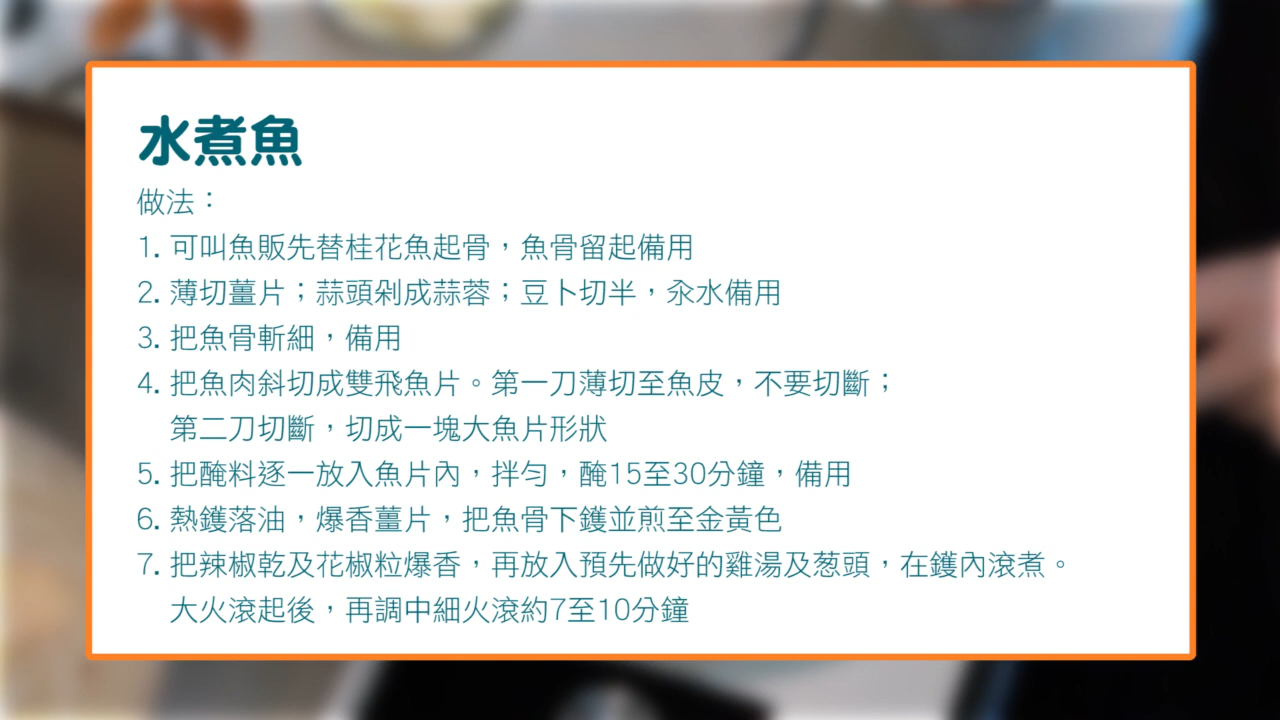 水煮魚
做法：
1. 可叫魚販先替桂花魚起骨，魚骨留起備用
2. 薄切薑片；蒜頭剁成蒜蓉；豆卜切半，汆水備用
3. 把魚骨斬細，備用
4. 把魚肉斜切成雙飛魚片。第一刀薄切至魚皮，不要切斷；
第二刀切斷，切成一塊大魚片形狀
5. 把醃料逐一放入魚片內，拌勻，醃15至30分鐘，備用
6. 熱鑊落油，爆香薑片，把魚骨下鑊並煎至金黃色
7. 把辣椒乾及花椒粒爆香，再放入預先做好的雞湯及葱頭，在鑊內滾煮。
大火滾起後，再調中細火滾約7至10分鐘